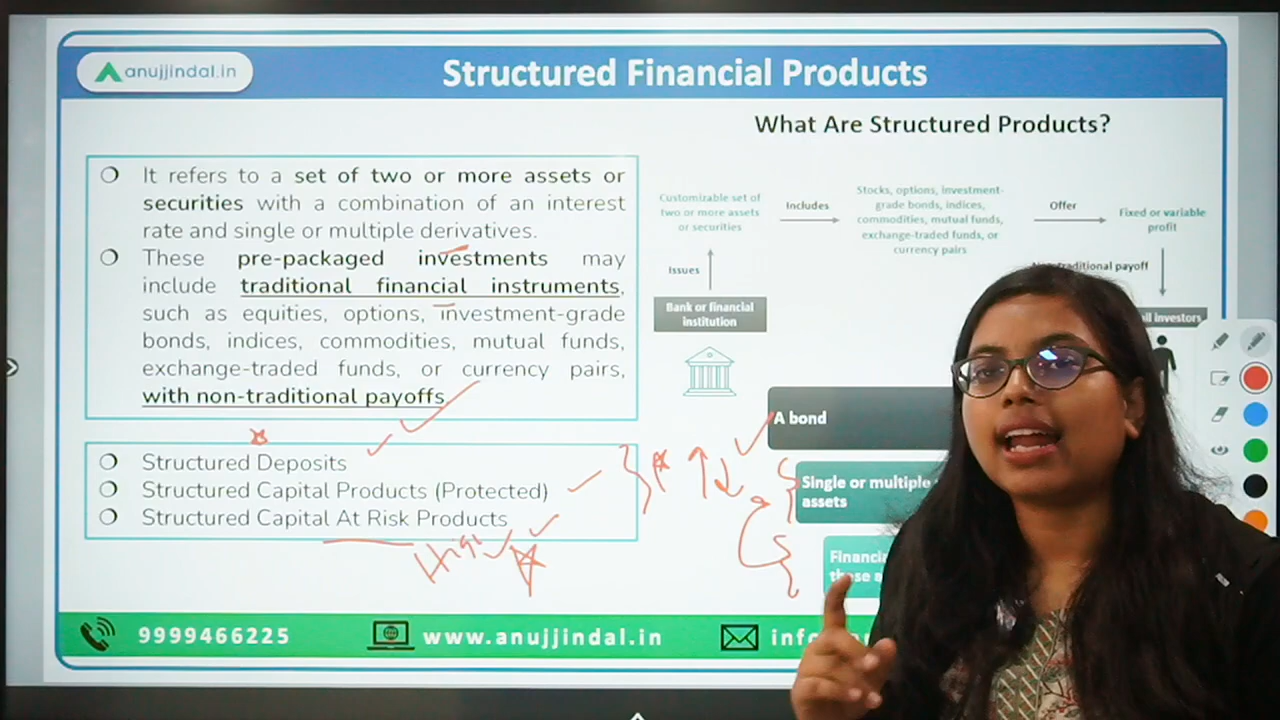 anujjindal.in
Structured Financial Products
What Are Structured Products?
❍ It refers to a set of two or more assets or
securities with a combination of an interest
rate and single or multiple derivatives.
❍ These pre-packaged investments may
include traditional financial instruments,
such as equities, options, investment-grade
bonds, indices, commodities, mutual funds,
exchange-traded funds, or currency pairs,
with non-traditional payoffs
❍ Structured Deposits
❍ Structured Capital Products (Protected)
❍ Structured Capital At Risk Products
Customizable set of
two or more assets
or securities
Includes
Stocks, options, investment-
grade bonds, indices,
commodities, mutual funds,
exchange-traded funds, or
currency pairs
Offer
Fixed or variable
profit
Issues
payoff
Bank or financial
institution
investors
A bond
Single or multiple
assets
9999466225
www.anujjindal.in